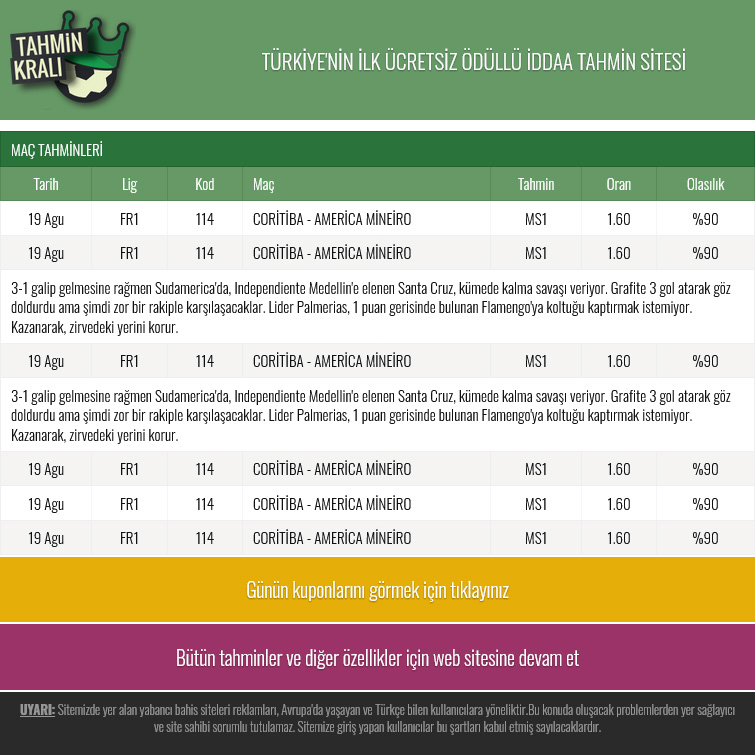 TAHMİN
KRALI
TÜRKİYE'NİN İLK ÜCRETSİZ ÖDÜLLÜ İDDAA TAHMİN SİTESİ
MAÇ TAHMİNLERİ
Tarih Lig Kod Maç Tahmin Oran Olasılık
19 Agu FR1 114 CORİTİBA - AMERİCA MİNEİRO MS1 1.60 %90
19 Agu FR1 114 CORİTİBA - AMERİCA MİNEİRO MS1 1.60 %90
3-1 galip gelmesine rağmen Sudamerica'da, Independiente Medellin'e elenen Santa Cruz, kümede kalma savaşı veriyor. Grafite 3 gol atarak göz
doldurdu ama şimdi zor bir rakiple karşılaşacaklar. Lider Palmerias, 1 puan gerisinde bulunan Flamengo'ya koltuğu kaptırmak istemiyor.
Kazanarak, zirvedeki yerini korur.
19 Agu FR1 114 CORİTİBA - AMERİCA MİNEİRO MS1 1.60 %90
3-1 galip gelmesine rağmen Sudamerica'da, Independiente Medellin'e elenen Santa Cruz, kümede kalma savaşı veriyor. Grafite 3 gol atarak göz
doldurdu ama şimdi zor bir rakiple karşılaşacaklar. Lider Palmerias, 1 puan gerisinde bulunan Flamengo'ya koltuğu kaptırmak istemiyor.
Kazanarak, zirvedeki yerini korur.
19 Agu FR1 114 CORİTİBA - AMERİCA MİNEİRO MS1 1.60 %90
19 Agu FR1 114 CORİTİBA - AMERİCA MİNEİRO MS1 1.60 %90
19 Agu FR1 114 CORİTİBA - AMERİCA MİNEİRO MS1 1.60 %90
Günün kuponlarını görmek için tıklayınız
Bütün tahminler ve diğer özellikler için web sitesine devam et
UYARI: Sitemizde yer alan yabancı bahis siteleri reklamları, Avrupa'da yaşayan ve Türkçe bilen kullanıcılara yöneliktir.Bu konuda oluşacak problemlerden yer sağlayıcı
ve site sahibi sorumlu tutulamaz. Sitemize giriş yapan kullanıcılar bu şartları kabul etmiş sayılacaklardır.